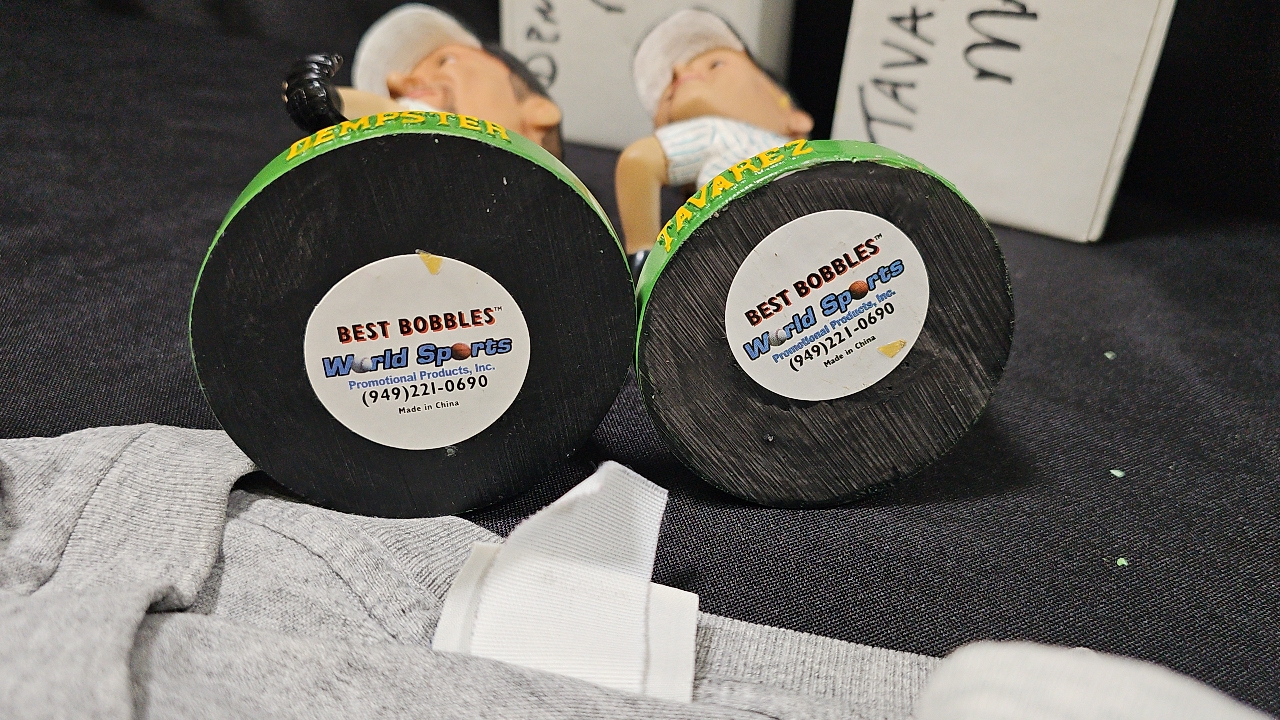 TAVA
M
DEMPSTER
BEST BOBBLES™
World Sports
Promotional Products, Inc.
(949)221-0690
Made in China
TAVAREZ
BEST BOBBLES™
World Sports
Promotional Products, Inc.
(949)221-0690
Made in China